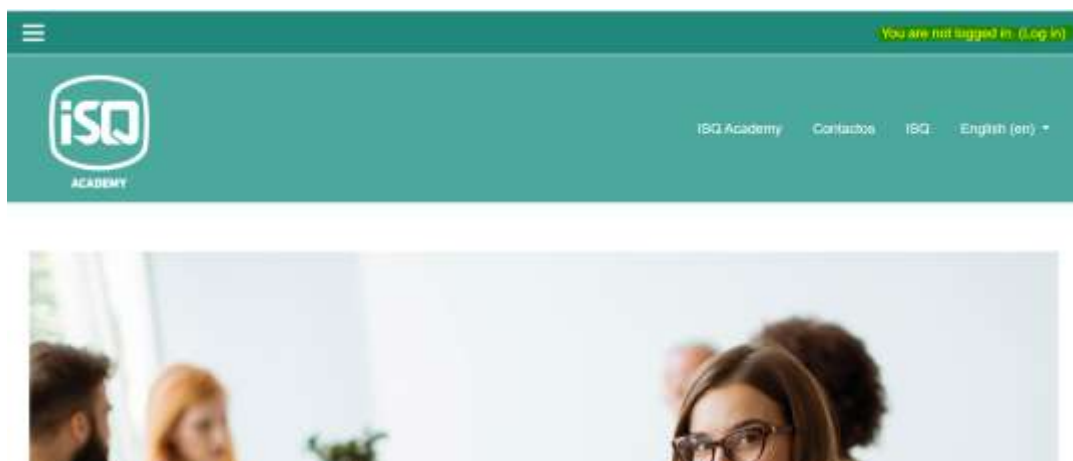 You are not logged in. (Log in)
isQ
ACADEMY
ISQ Academy Contactos ISQ English (en)